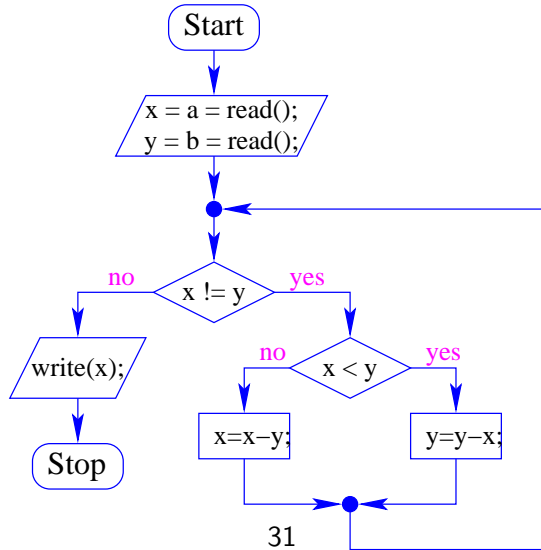 Start
x = a = read();
y = b = read();
no
yes
x != y
no
yes
write(x);
x < y
x=x−y;
y=y−x;
Stop
31